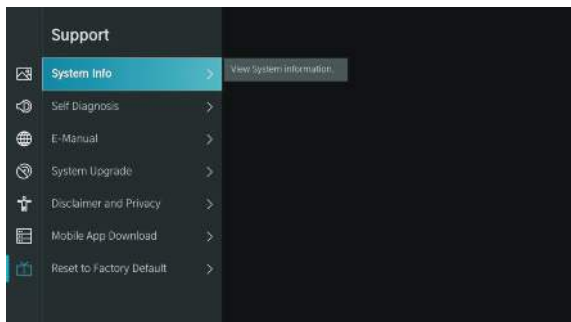 Support
System Info
View System information.
Self Diagnosis
E-Manual
System Upgrade
Disclaimer and Privacy
Mobile App Download
Reset to Factory Default